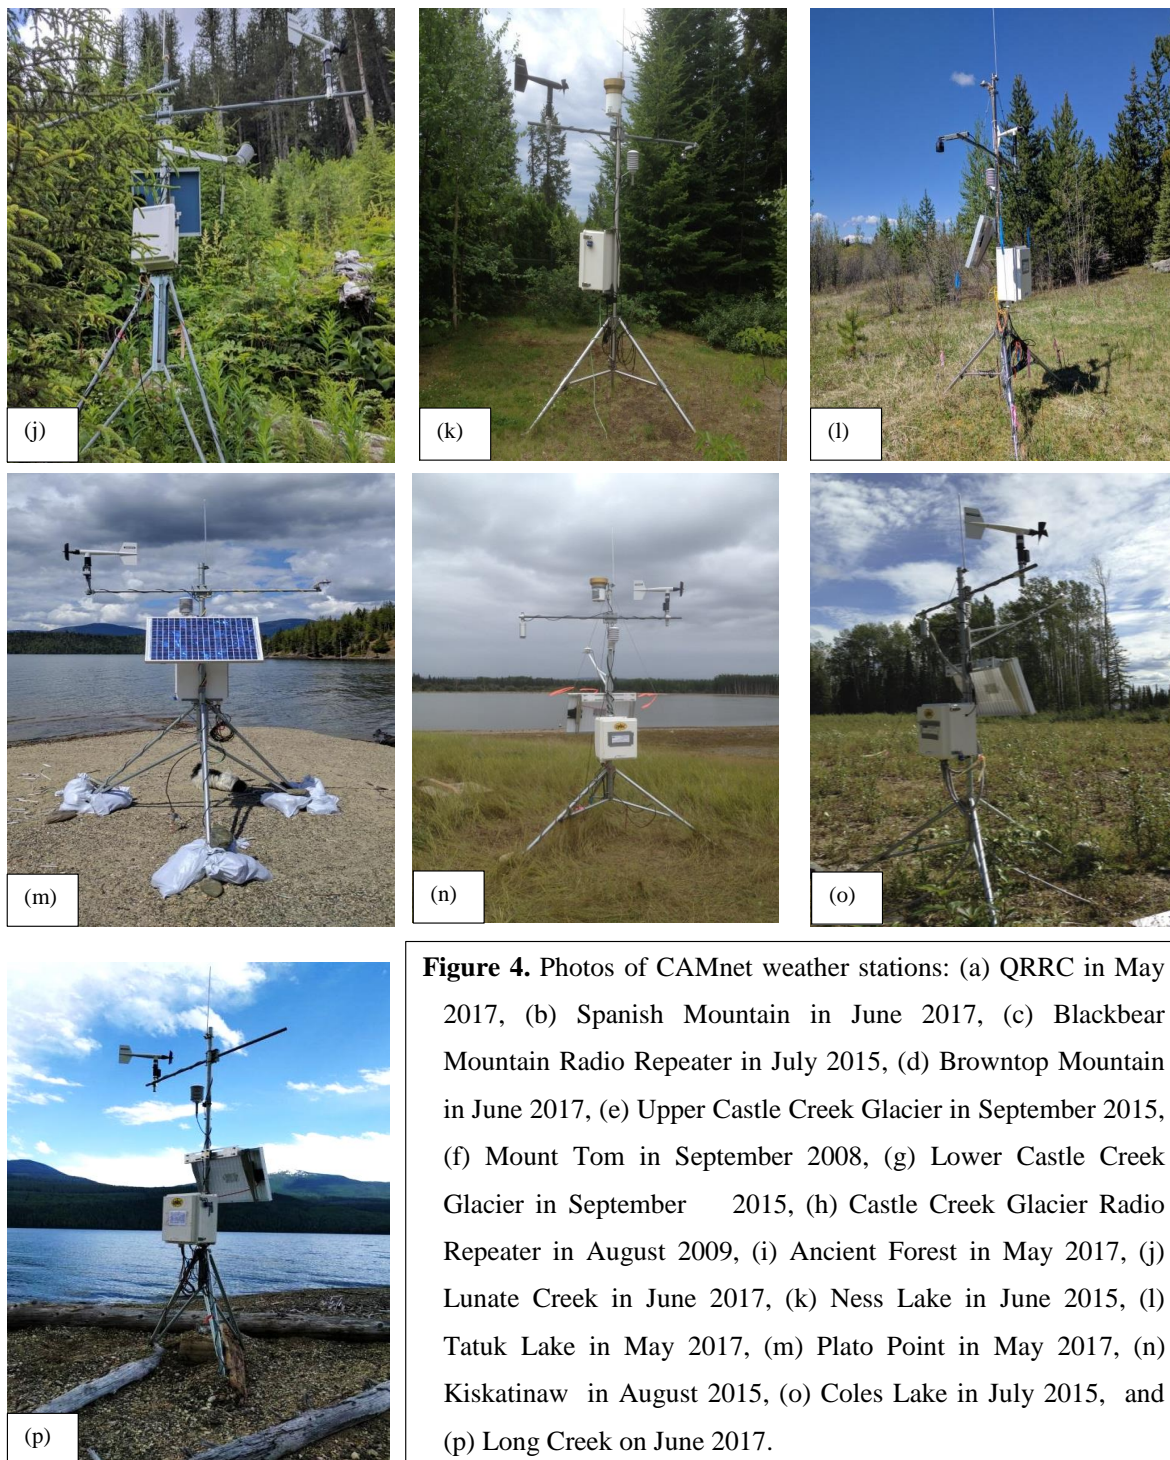 (j)
(k)
(l)
(m)
(n)
(o)
(p)
Figure 4. Photos of CAMnet weather stations: (a) QRRC in May
2017, (b) Spanish Mountain in June 2017, (c) Blackbear
Mountain Radio Repeater in July 2015, (d) Browntop Mountain
in June 2017, (e) Upper Castle Creek Glacier in September 2015,
(f) Mount Tom in September 2008, (g) Lower Castle Creek
Glacier in September 2015, (h) Castle Creek Glacier Radio
Repeater in August 2009, (i) Ancient Forest in May 2017, (j)
Lunate Creek in June 2017, (k) Ness Lake in June 2015, (l)
Tatuk Lake in May 2017, (m) Plato Point in May 2017, (n)
Kiskatinaw in August 2015, (o) Coles Lake in July 2015, and
(p) Long Creek on June 2017.